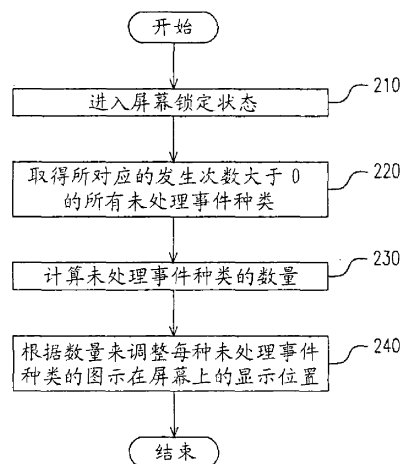 开始
进入屏幕锁定状态
210
取得所对应的发生次数大于 0
的所有未处理事件种类
220
计算未处理事件种类的数量
230
根据数量来调整每种未处理事件
种类的图示在屏幕上的显示位置
240
结束